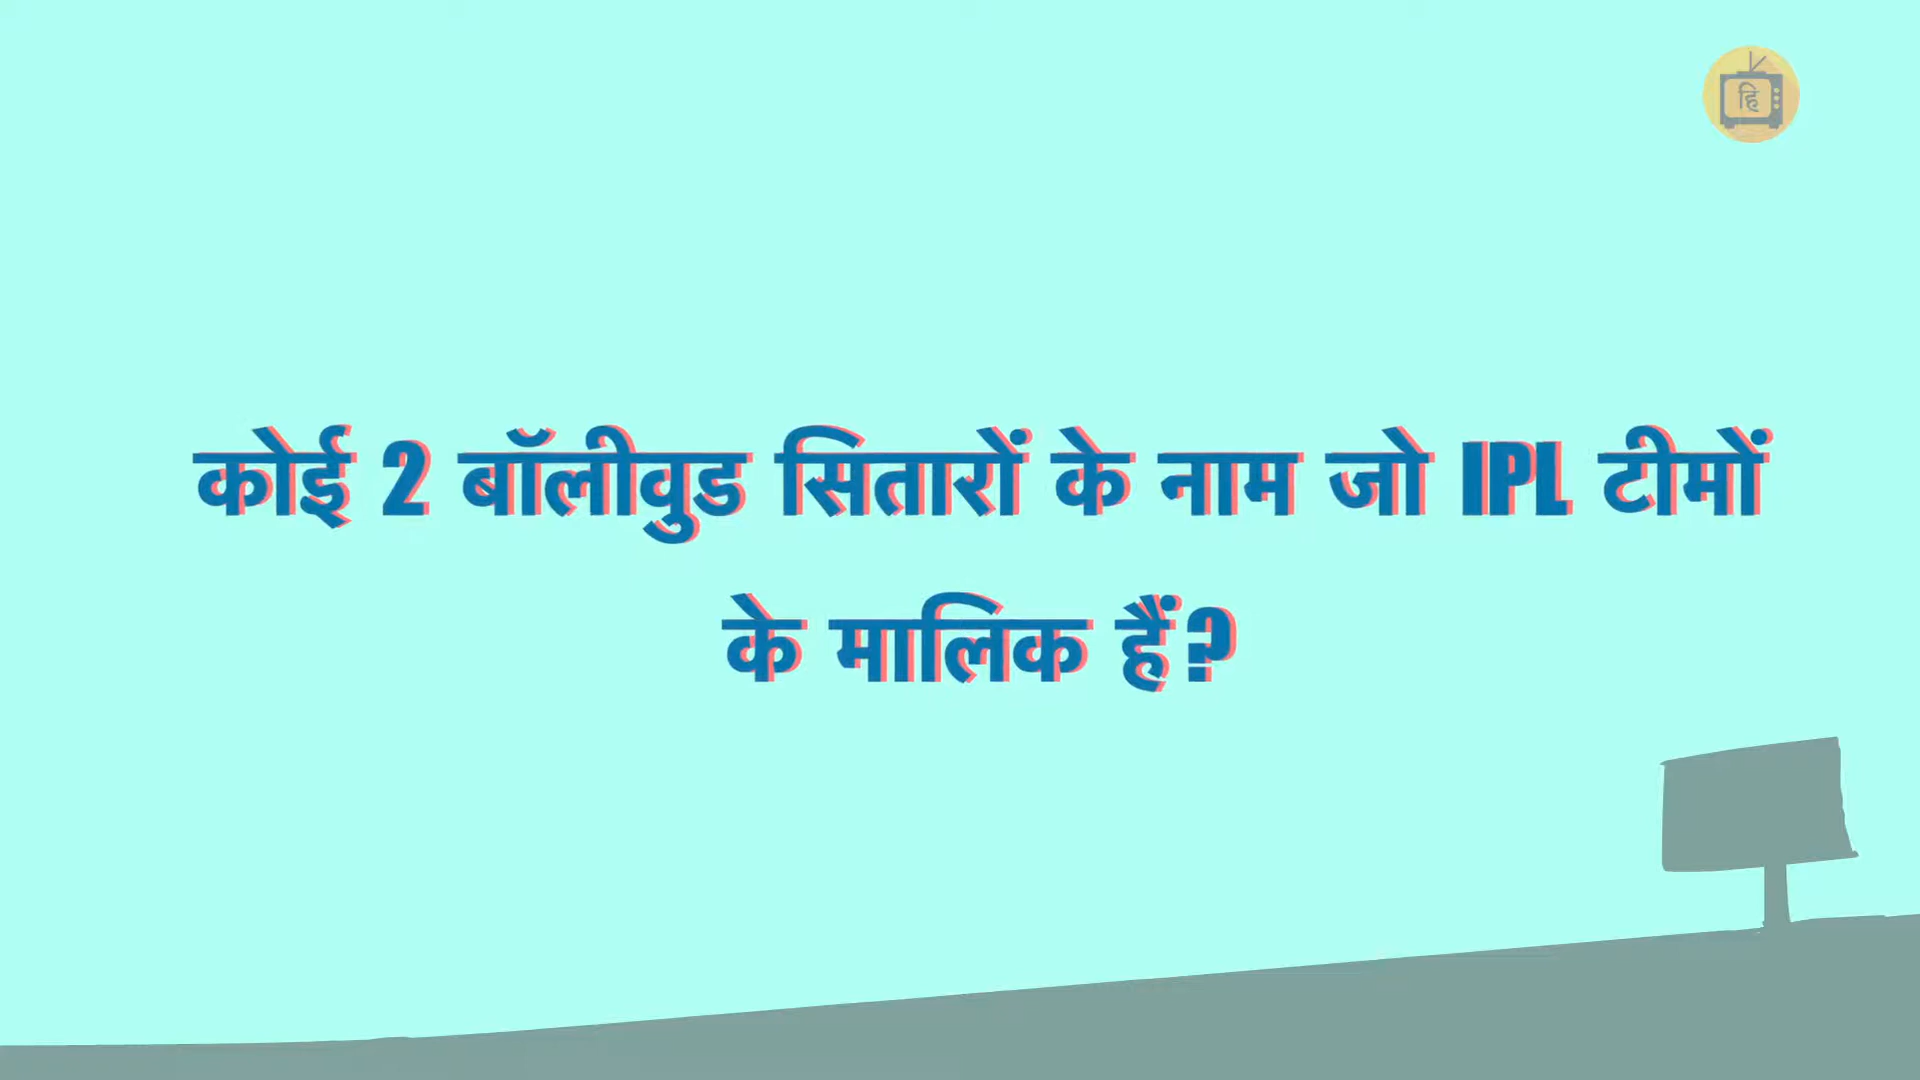 हि
कोई 2 बॉलीवुड सितारों के नाम जो IPL टीमों
के मालिक हैं?